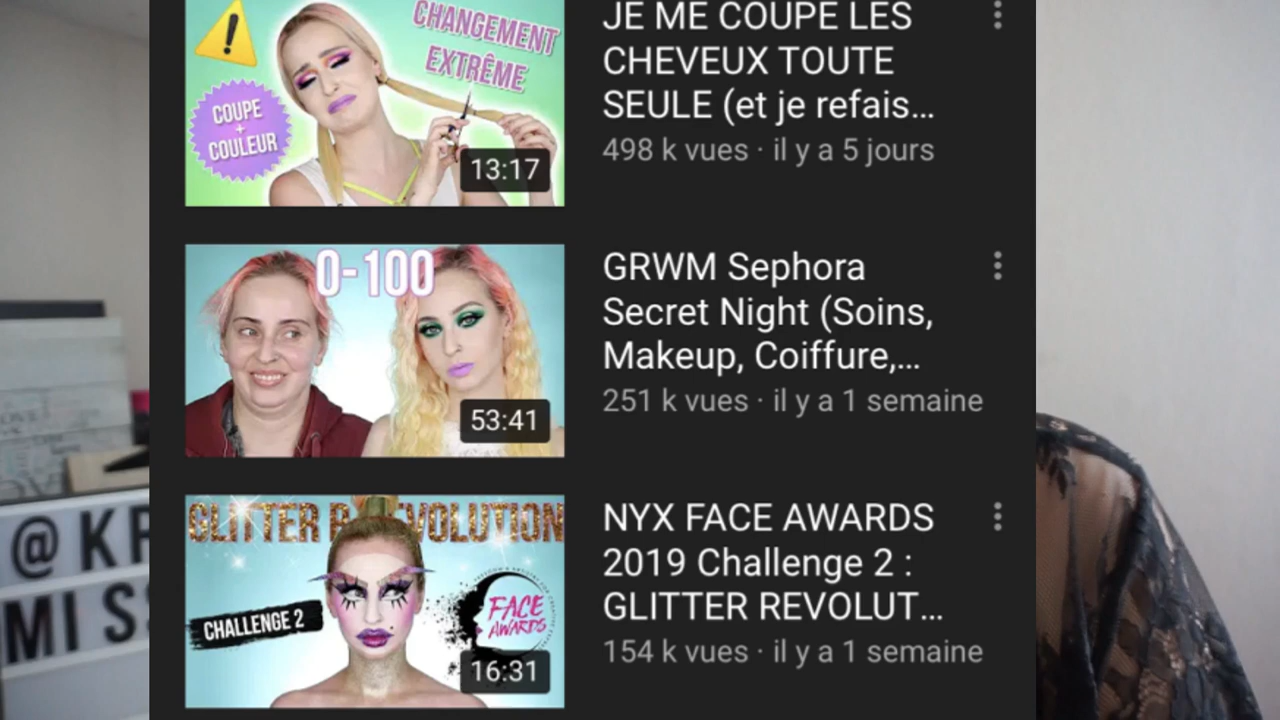 CHANGEMENT
EXTRÊME
COUPE
+
COULEUR
13:17
JE ME COUPE LES
CHEVEUX TOUTE
SEULE (et je refais...
498 k vues · il y a 5 jours
0-100
53:41
GRWM Sephora
Secret Night (Soins,
Makeup, Coiffure,...
251 k vues · il y a 1 semaine
GLITTER R EVOLUTION
CHALLENGE 2
FACE
AWARDS
16:31
NYX FACE AWARDS
2019 Challenge 2 :
GLITTER REVOLUT...
154 k vues · il y a 1 semaine
@KR
MISS